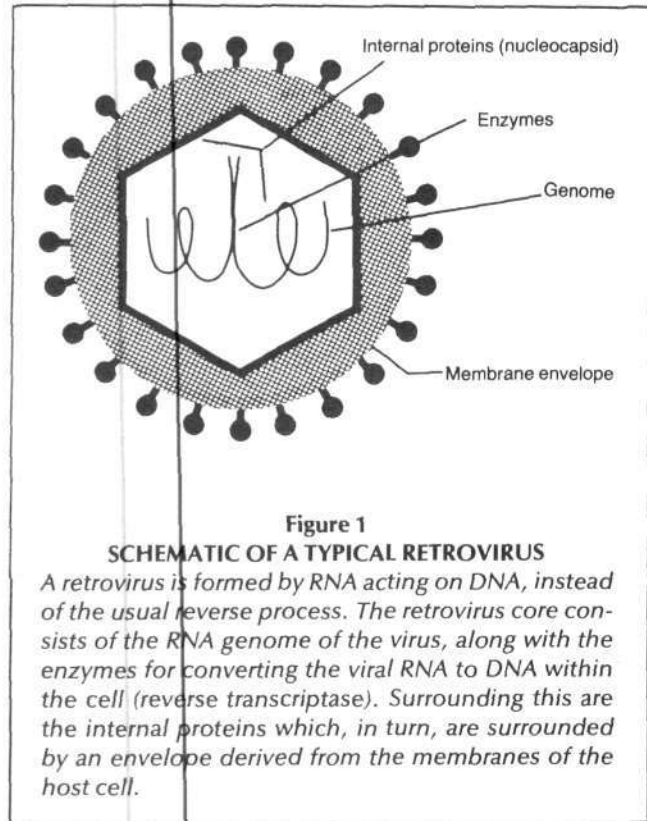 Internal proteins (nucleocapsid)
Enzymes
Genome
Membrane envelope
Figure 1
SCHEMATIC OF A TYPICAL RETROVIRUS
A retrovirus is formed by RNA acting on DNA, instead
of the usual reverse process. The retrovirus core con-
sists of the RNA genome of the virus, along with the
enzymes for converting the viral RNA to DNA within
the cell (reverse transcriptase). Surrounding this are
the internal proteins which, in turn, are surrounded
by an envelope derived from the membranes of the
host cell.